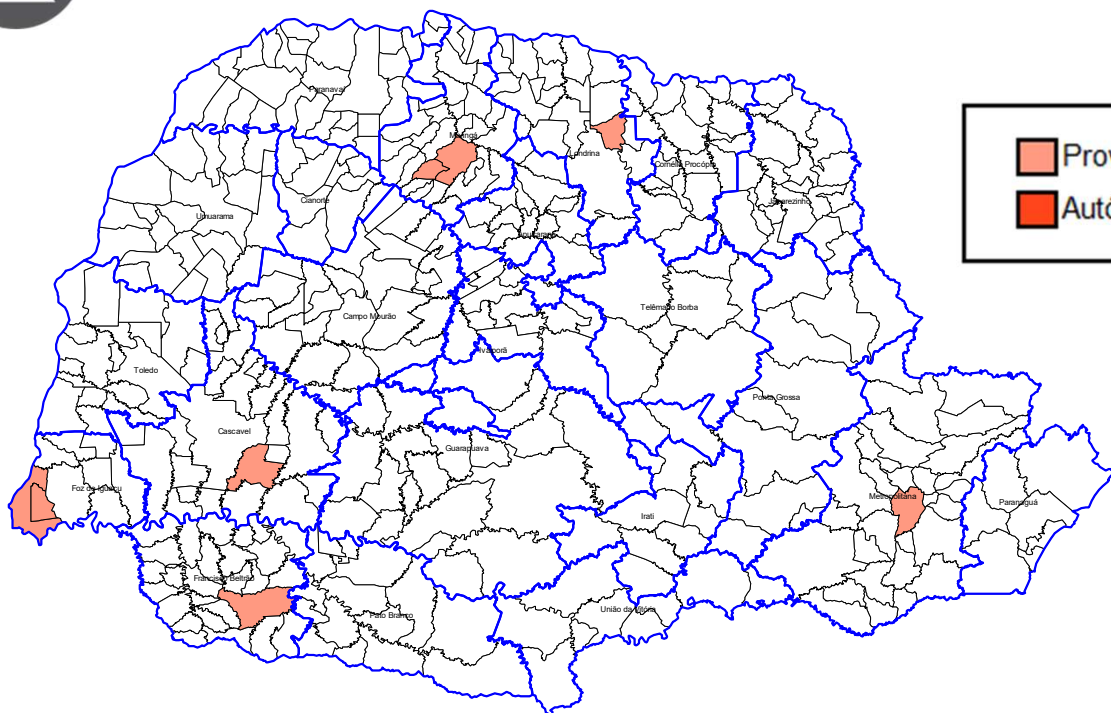 Paranavaí
Maringá
Londrina
Cornélio Procópio
Jacarezinho
Umuarama
Cianorte
Apucarana
Campo Mourão
Telêmaco Borba
Ivaiporã
Toledo
Ponta Grossa
Cascavel
Guarapuava
Foz do Iguaçu
Metropolitana
Paranaguá
Irati
Francisco Beltrão
Pato Branco
União da Vitória
Prov
Autó